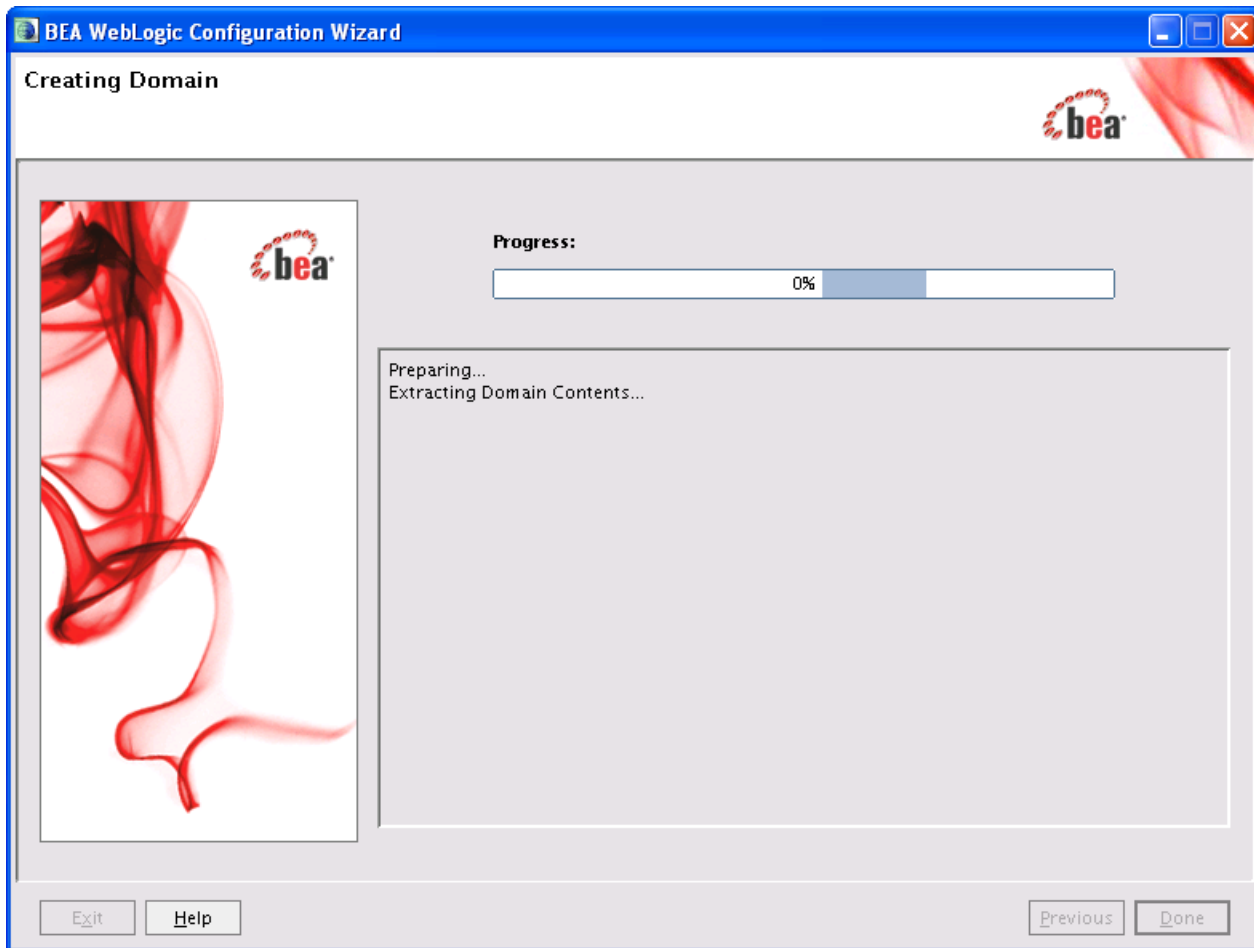 BEA WebLogic Configuration Wizard
Creating Domain
bea
bea
Progress:
0%
Preparing...
Extracting Domain Contents...
Exit
Help
Previous
Done